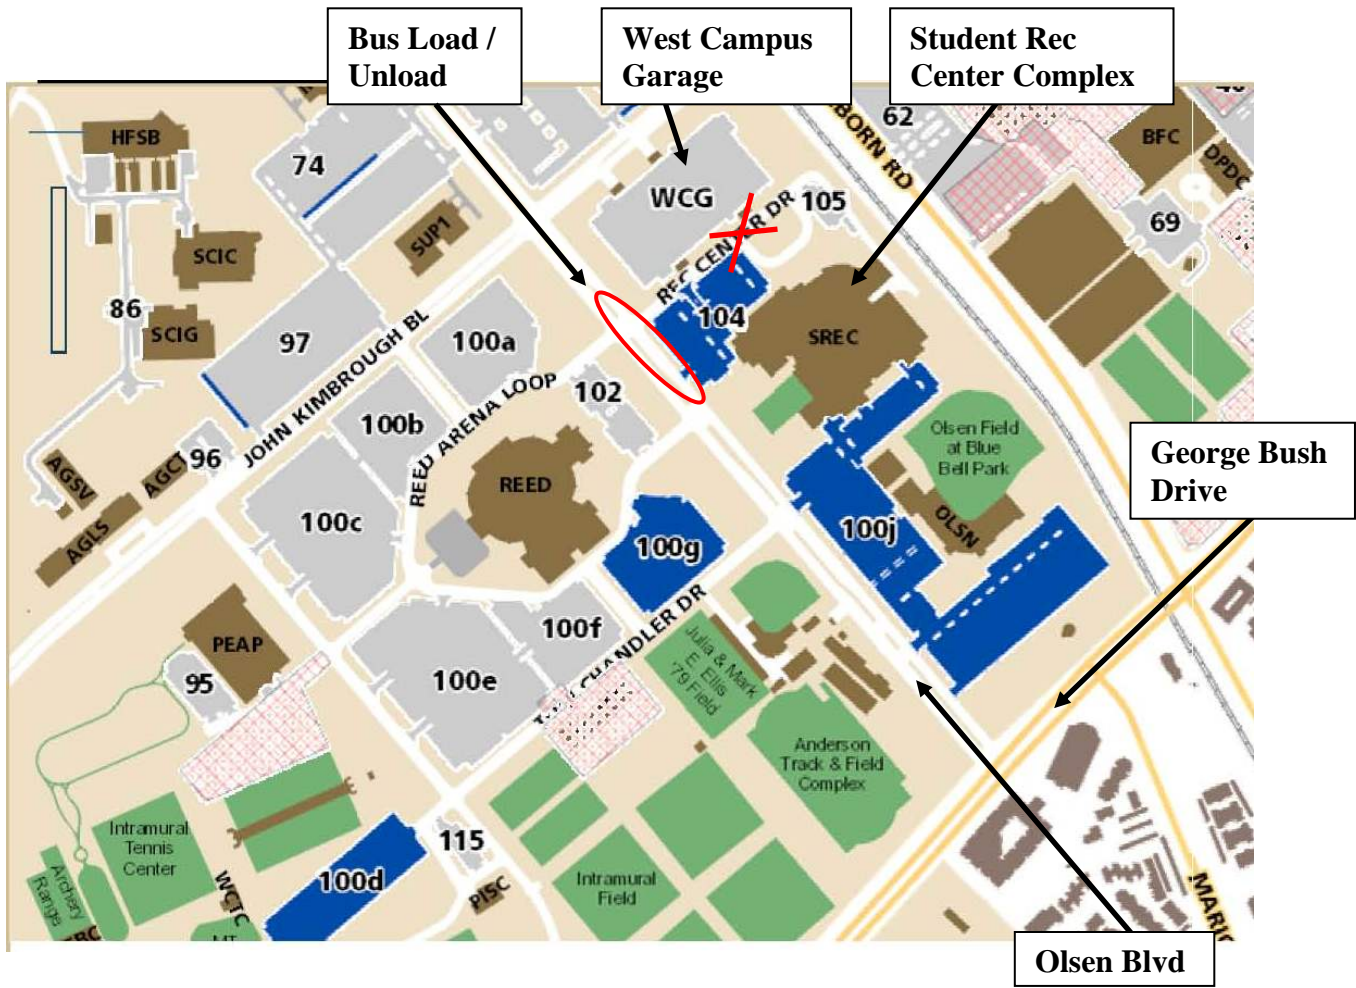 Bus Load /
Unload
West Campus
Garage
Student Rec
Center Complex
HFSB
74
WCG
105
62
BFC
DPDC
69
SUP1
SCIC
86
SCIG
97
JOHN KIMBROUGH BL
100a
REC CENTER DR
104
SREC
REED ARENA LOOP
102
100b
96
AGCT
AGSV
AGLS
100c
REED
Olsen Field
at Blue
Bell Park
George Bush
Drive
OLSN
100j
100g
100f
CHANDLER DR
PEAP
95
100e
Julia & Mark
E. Ellis
'79 Field
Anderson
Track & Field
Complex
Intramural
Tennis
Center
Archery
Range
WCTC
100d
115
PISC
Intramural
Field
Olsen Blvd